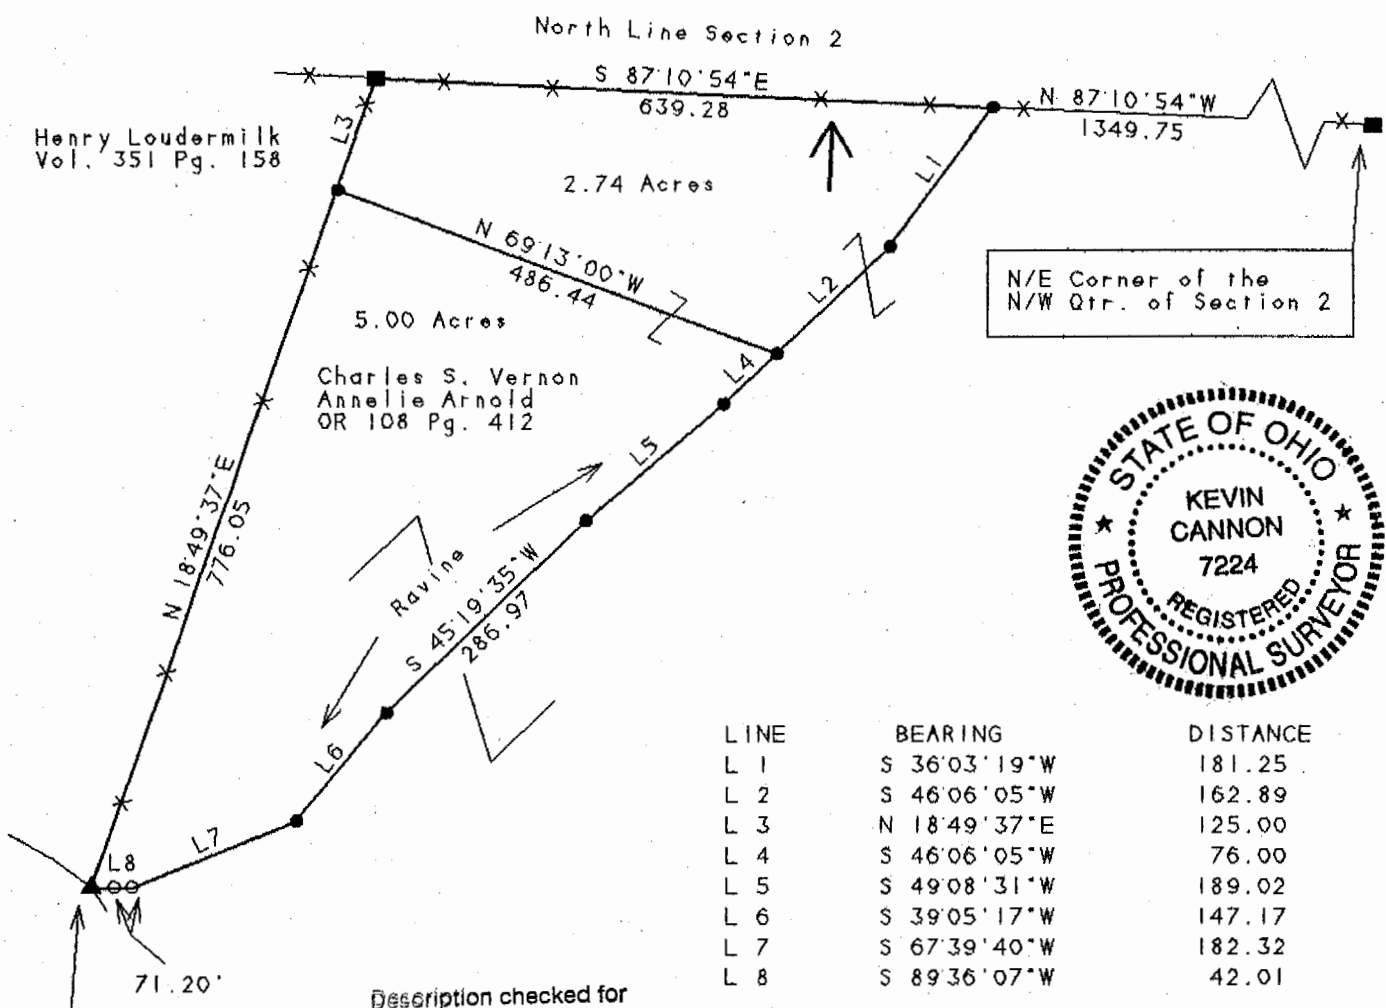 North Line Section 2
S 87°10'54"E
639.28
N 87°10'54"W
1349.75
Henry Loudermilk
Vol. 351 Pg. 158
L3
L1
2.74 Acres
N 69°13'00"W
486.44
L2
N/E Corner of the
N/W Qtr. of Section 2
5.00 Acres
L4
Charles S. Vernon
Annelie Arnold
OR 108 Pg. 412
L5
N 18°49'37"E
776.05
Ravine
S 45°19'35"W
286.97
L6
L7
L8
71.20'
STATE OF OHIO
KEVIN
CANNON
7224
REGISTERED
PROFESSIONAL SURVEYOR
LINE BEARING DISTANCE
L 1 S 36°03'19"W 181.25
L 2 S 46°06'05"W 162.89
L 3 N 18°49'37"E 125.00
L 4 S 46°06'05"W 76.00
L 5 S 49°08'31"W 189.02
L 6 S 39°05'17"W 147.17
L 7 S 67°39'40"W 182.32
L 8 S 89°36'07"W 42.01
Description checked for